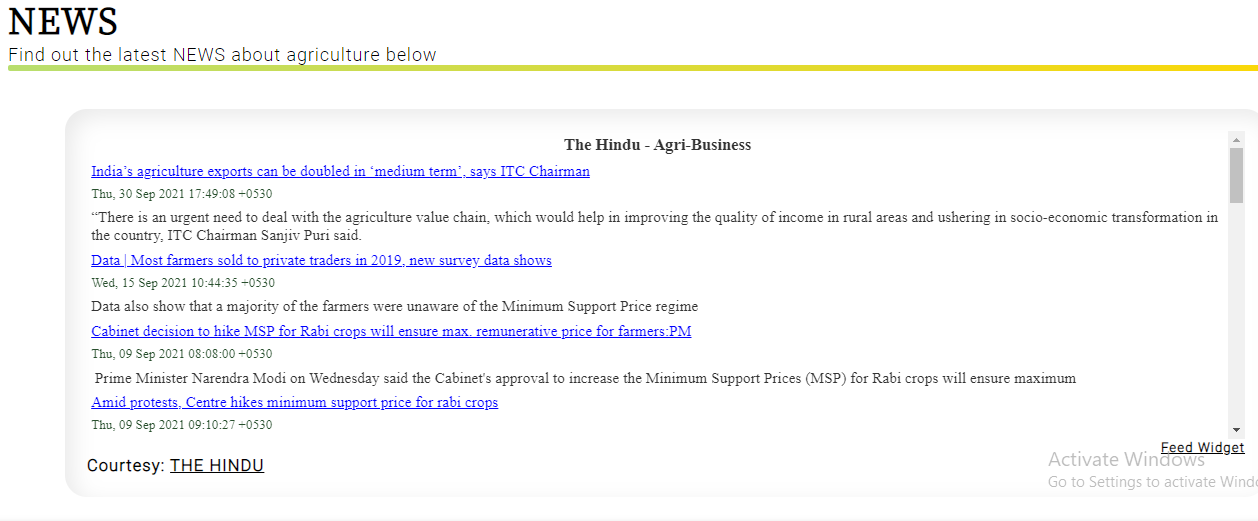 NEWS
Find out the latest NEWS about agriculture below
The Hindu - Agri-Business
India’s agriculture exports can be doubled in ‘medium term’, says ITC Chairman
Thu, 30 Sep 2021 17:49:08 +0530
“There is an urgent need to deal with the agriculture value chain, which would help in improving the quality of income in rural areas and ushering in socio-economic transformation in
the country, ITC Chairman Sanjiv Puri said.
Data | Most farmers sold to private traders in 2019, new survey data shows
Wed, 15 Sep 2021 10:44:35 +0530
Data also show that a majority of the farmers were unaware of the Minimum Support Price regime
Cabinet decision to hike MSP for Rabi crops will ensure max. remunerative price for farmers:PM
Thu, 09 Sep 2021 08:08:00 +0530
Prime Minister Narendra Modi on Wednesday said the Cabinet's approval to increase the Minimum Support Prices (MSP) for Rabi crops will ensure maximum
Amid protests, Centre hikes minimum support price for rabi crops
Thu, 09 Sep 2021 09:10:27 +0530
Feed Widget
Courtesy: THE HINDU
Activate Windows
Go to Settings to activate Windo